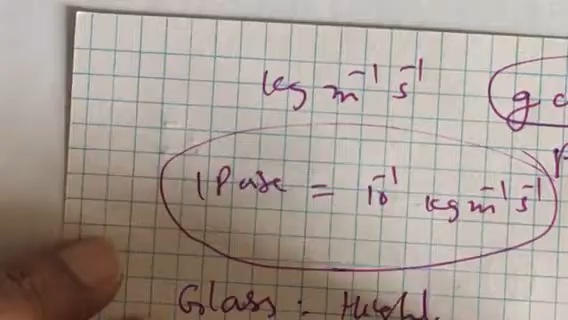 kg m⁻¹ s⁻¹
g c
1 Poise = 10⁻¹ kg m⁻¹ s⁻¹
Glass :